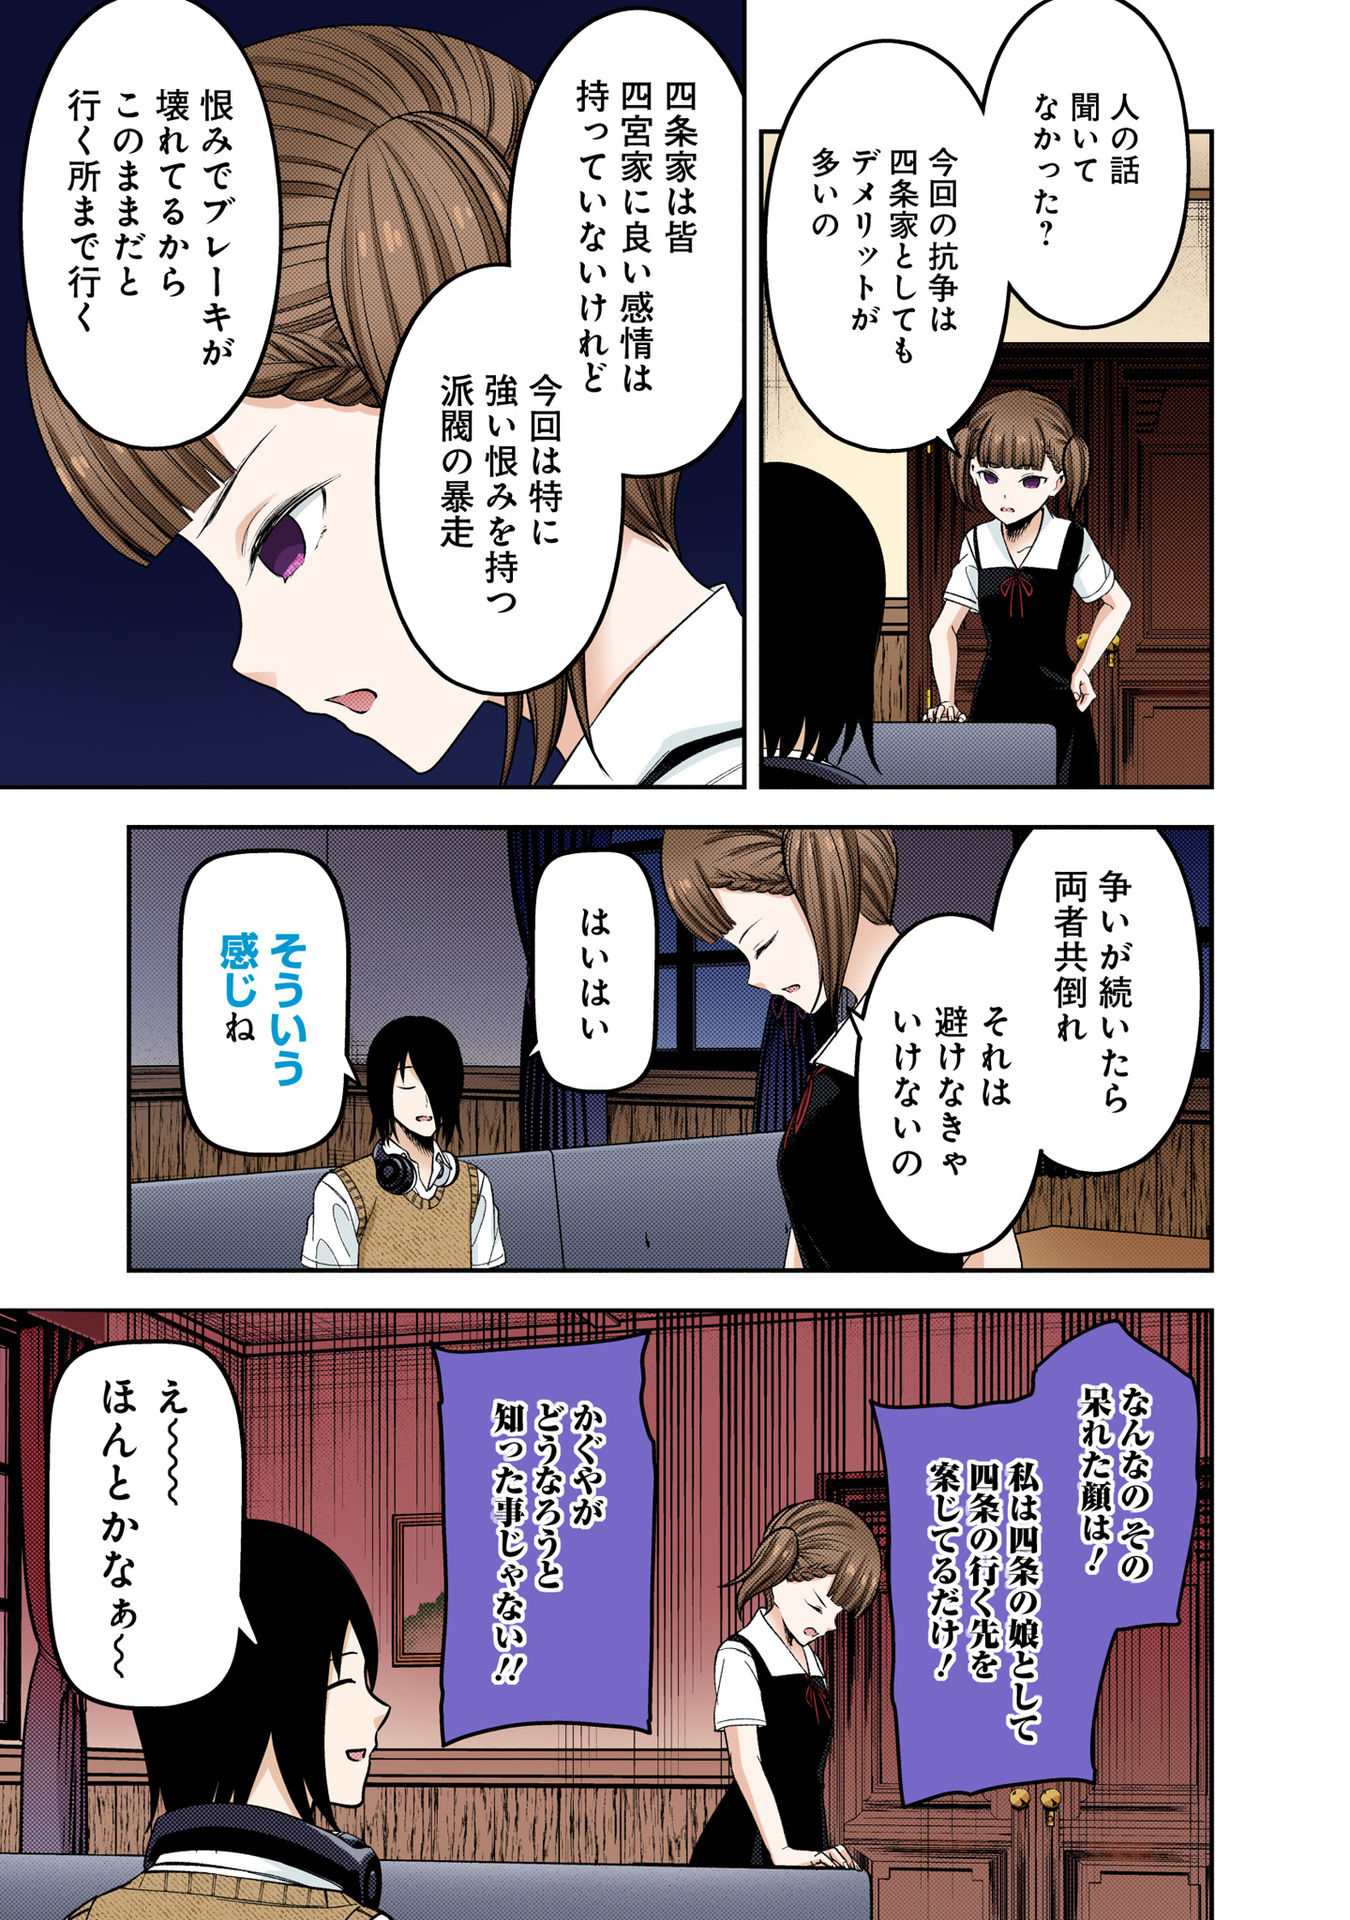 人の話
聞いて
なかった？
今回の抗争は
四条家としても
デメリットが
多いの
四条家は皆
四宮家に良い感情は
持っていないけれど
今回は特に
強い恨みを持つ
派閥の暴走
恨みでブレーキが
壊れてるから
このままだと
行く所まで行く
争いが続いたら
両者共倒れ
それは
避けなきゃ
いけないの
はいはい
そういう
感じね
なんなの その
呆れた顔は！
私は四条の娘として
四条の行く先を
案じてるだけ！
かぐやが
どうなろうと
知った事じゃない！！
え〜〜〜
ほんとかなぁ〜